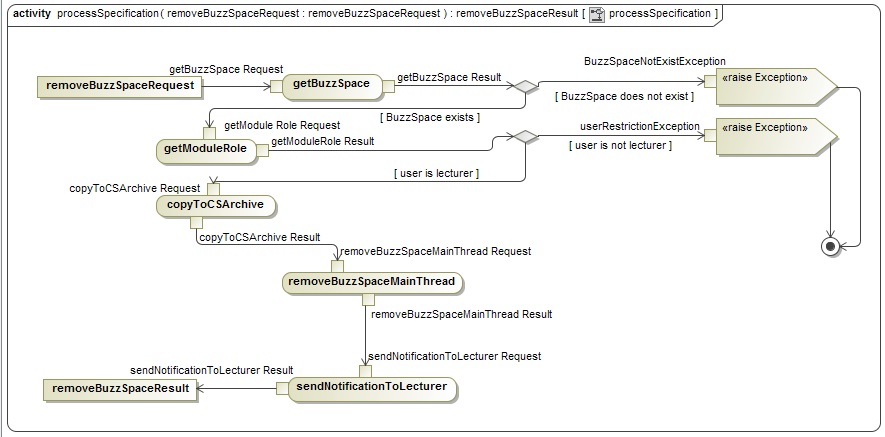 activity processSpecification( removeBuzzSpaceRequest : removeBuzzSpaceRequest ) : removeBuzzSpaceResult [ processSpecification ]
BuzzSpaceNotExistException
getBuzzSpace Request
getBuzzSpace Result
«raise Exception»
removeBuzzSpaceRequest
getBuzzSpace
[ BuzzSpace does not exist ]
[ BuzzSpace exists ]
getModule Role Request
userRestrictionException
«raise Exception»
getModuleRole Result
getModuleRole
[ user is not lecturer ]
[ user is lecturer ]
copyToCSArchive Request
copyToCSArchive
copyToCSArchive Result
removeBuzzSpaceMainThread Request
removeBuzzSpaceMainThread
removeBuzzSpaceMainThread Result
sendNotificationToLecturer Request
sendNotificationToLecturer Result
removeBuzzSpaceResult
sendNotificationToLecturer